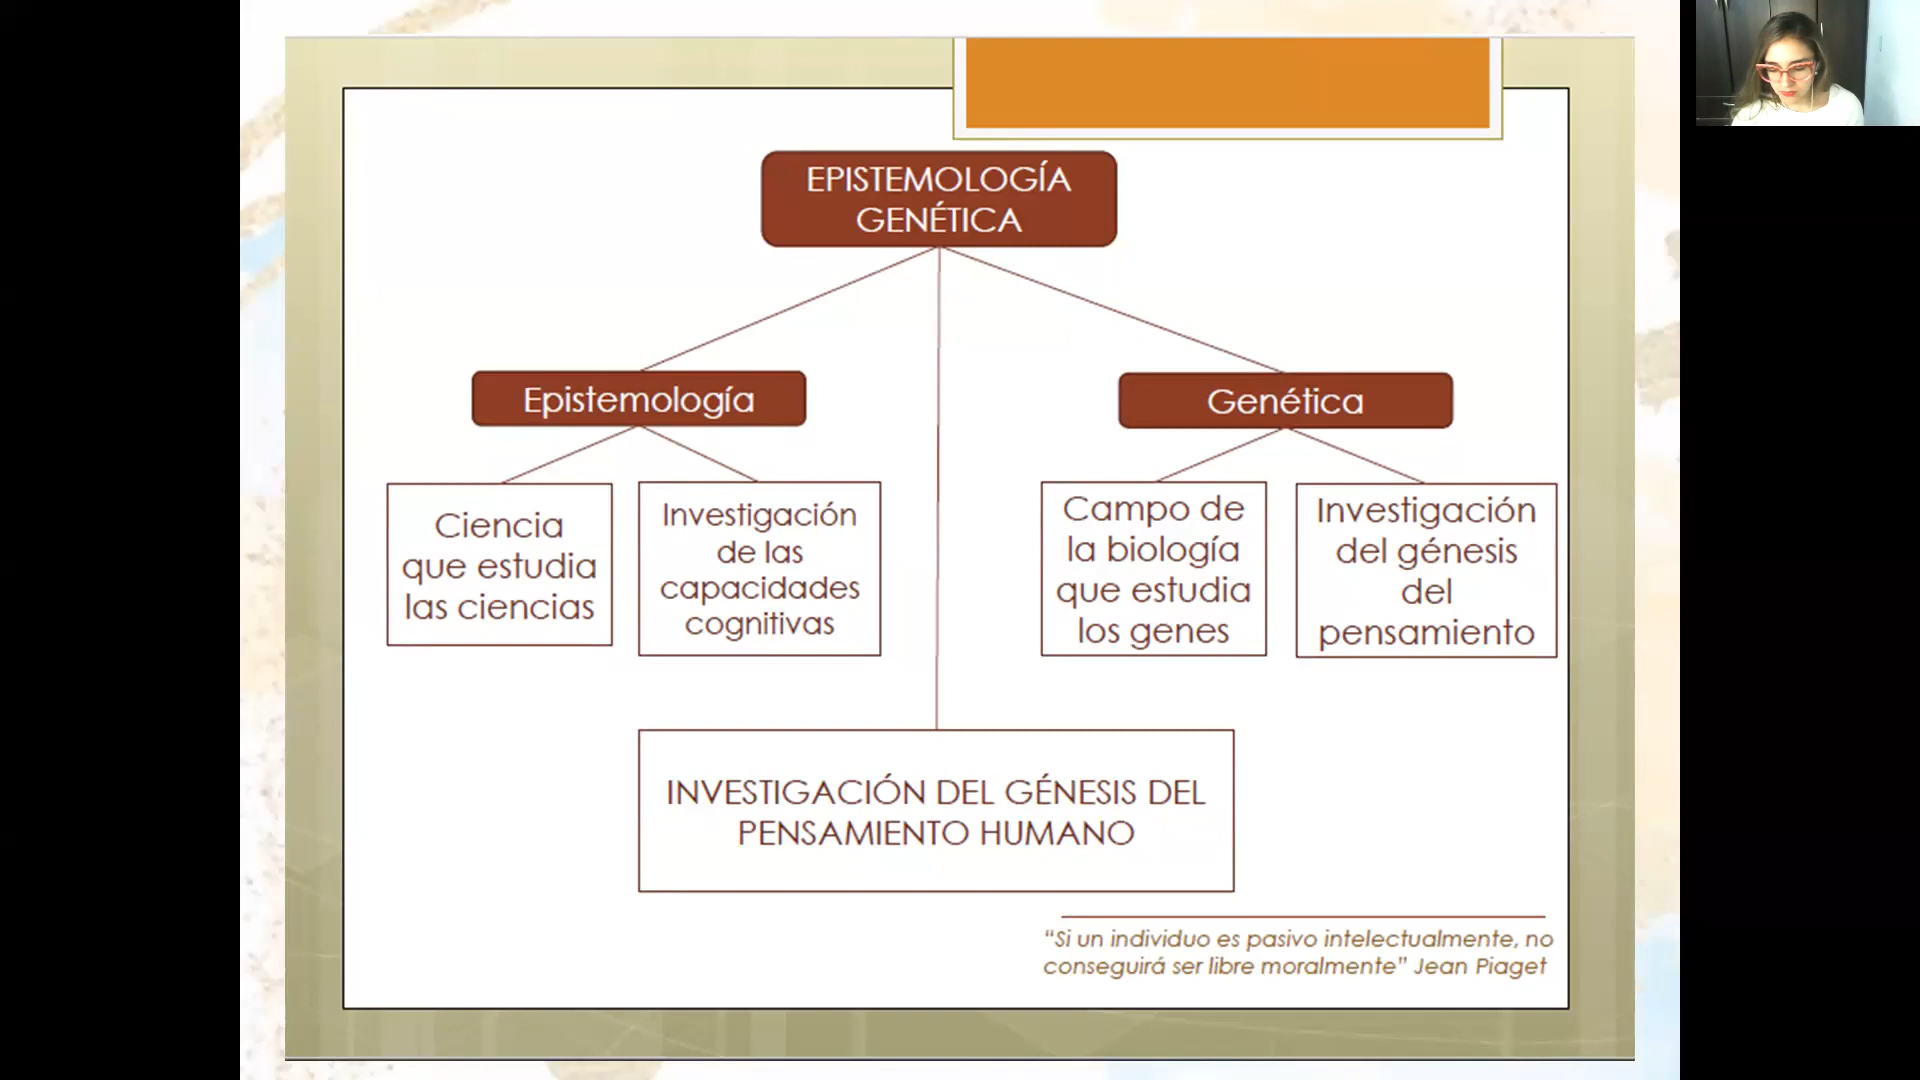 EPISTEMOLOGÍA
GENÉTICA
Epistemología
Genética
Ciencia
que estudia
las ciencias
Investigación
de las
capacidades
cognitivas
Campo de
la biología
que estudia
los genes
Investigación
del génesis
del
pensamiento
INVESTIGACIÓN DEL GÉNESIS DEL
PENSAMIENTO HUMANO
“Si un individuo es pasivo intelectualmente, no
conseguirá ser libre moralmente” Jean Piaget